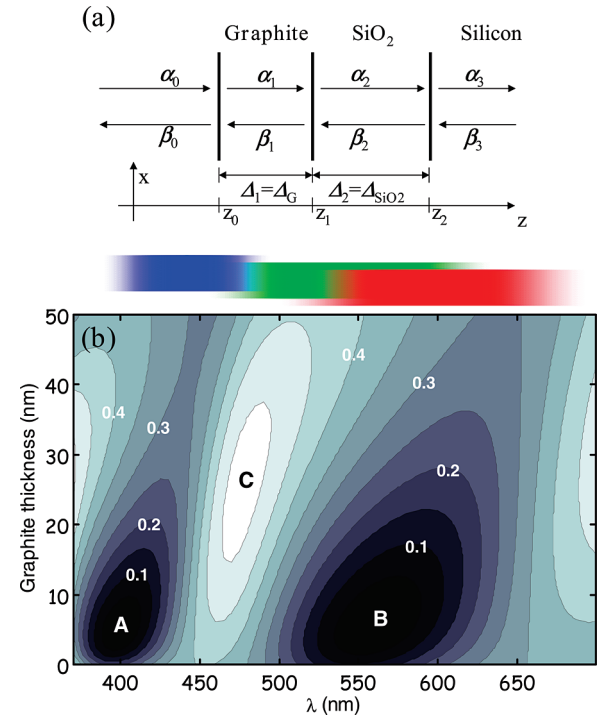 (a)
Graphite SiO₂ Silicon
α₀ α₁ α₂ α₃
β₀ β₁ β₂ β₃
x
Δ₁=Δ_G Δ₂=Δ_SiO2
z₀ z₁ z₂ z
50
(b)
0.4
40
0.4 0.3
0.3
30
C
0.2
0.2
20
0.1
0.1
10
A B
0
400 450 500 550 600 650
Graphite thickness (nm)
λ (nm)